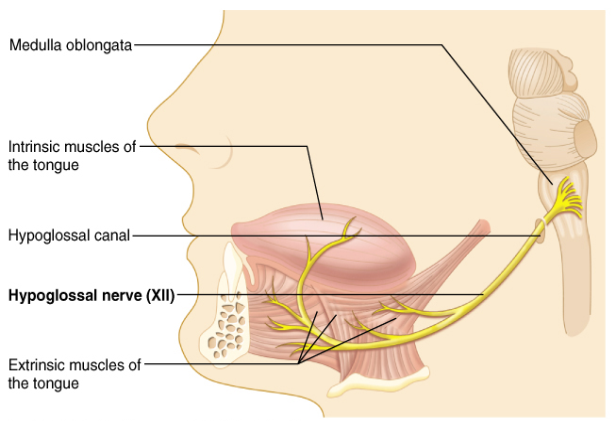 Medulla oblongata
Intrinsic muscles of
the tongue
Hypoglossal canal
Hypoglossal nerve (XII)
Extrinsic muscles of
the tongue